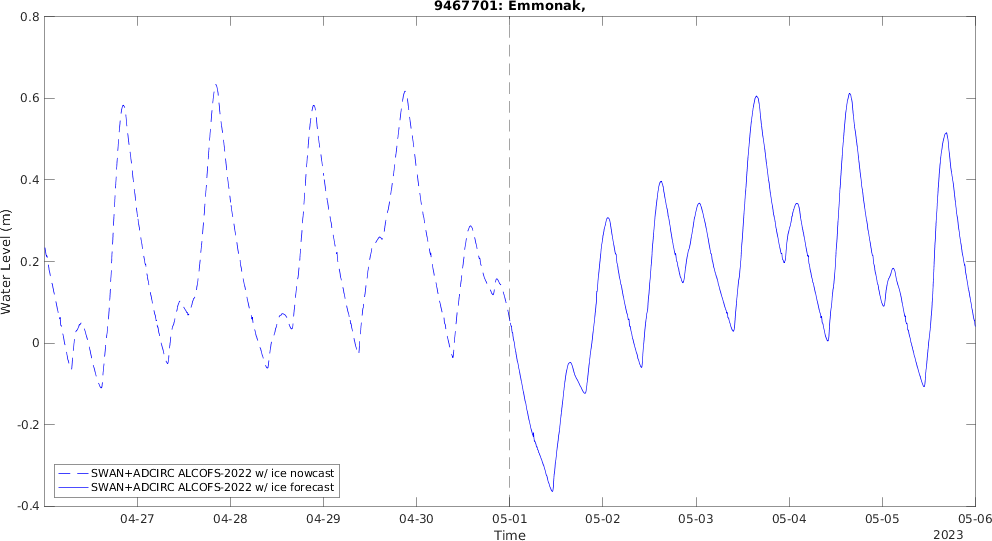 9467701: Emmonak,
0.8
0.6
0.4
0.2
0
-0.2
-0.4
Water Level (m)
SWAN+ADCIRC ALCOFS-2022 w/ ice nowcast
SWAN+ADCIRC ALCOFS-2022 w/ ice forecast
04-27 04-28 04-29 04-30 05-01 05-02 05-03 05-04 05-05 05-06
Time
2023